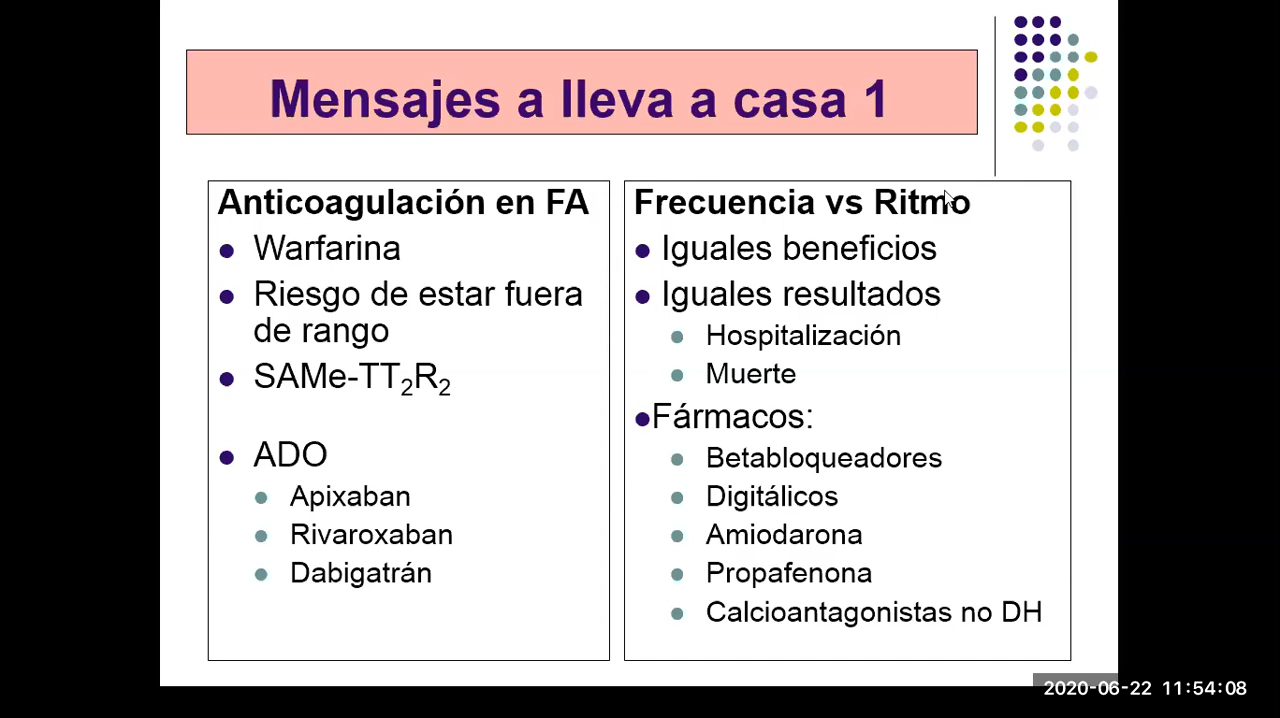 Mensajes a lleva a casa 1
Anticoagulación en FA
Warfarina
Riesgo de estar fuera
de rango
SAMe-TT₂R₂
ADO
Apixaban
Rivaroxaban
Dabigatrán
Frecuencia vs Ritmo
Iguales beneficios
Iguales resultados
Hospitalización
Muerte
Fármacos:
Betabloqueadores
Digitálicos
Amiodarona
Propafenona
Calcioantagonistas no DH
2020-06-22 11:54:08